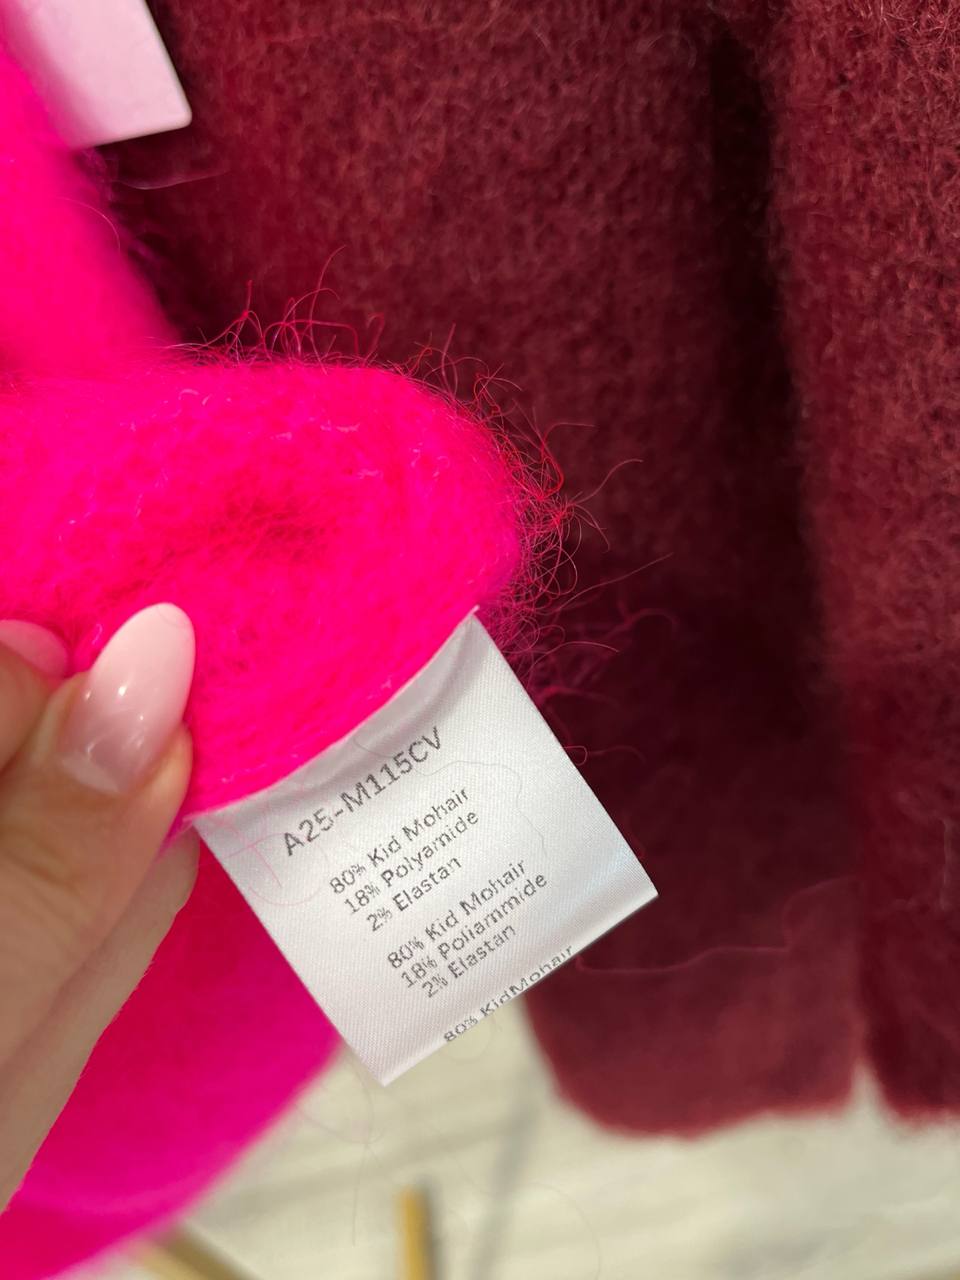 A25-M115CV
80% Kid Mohair
18% Polyamide
2% Elastan
80% Kid Mohair
18% Poliammide
2% Elastan
80% KidMohair